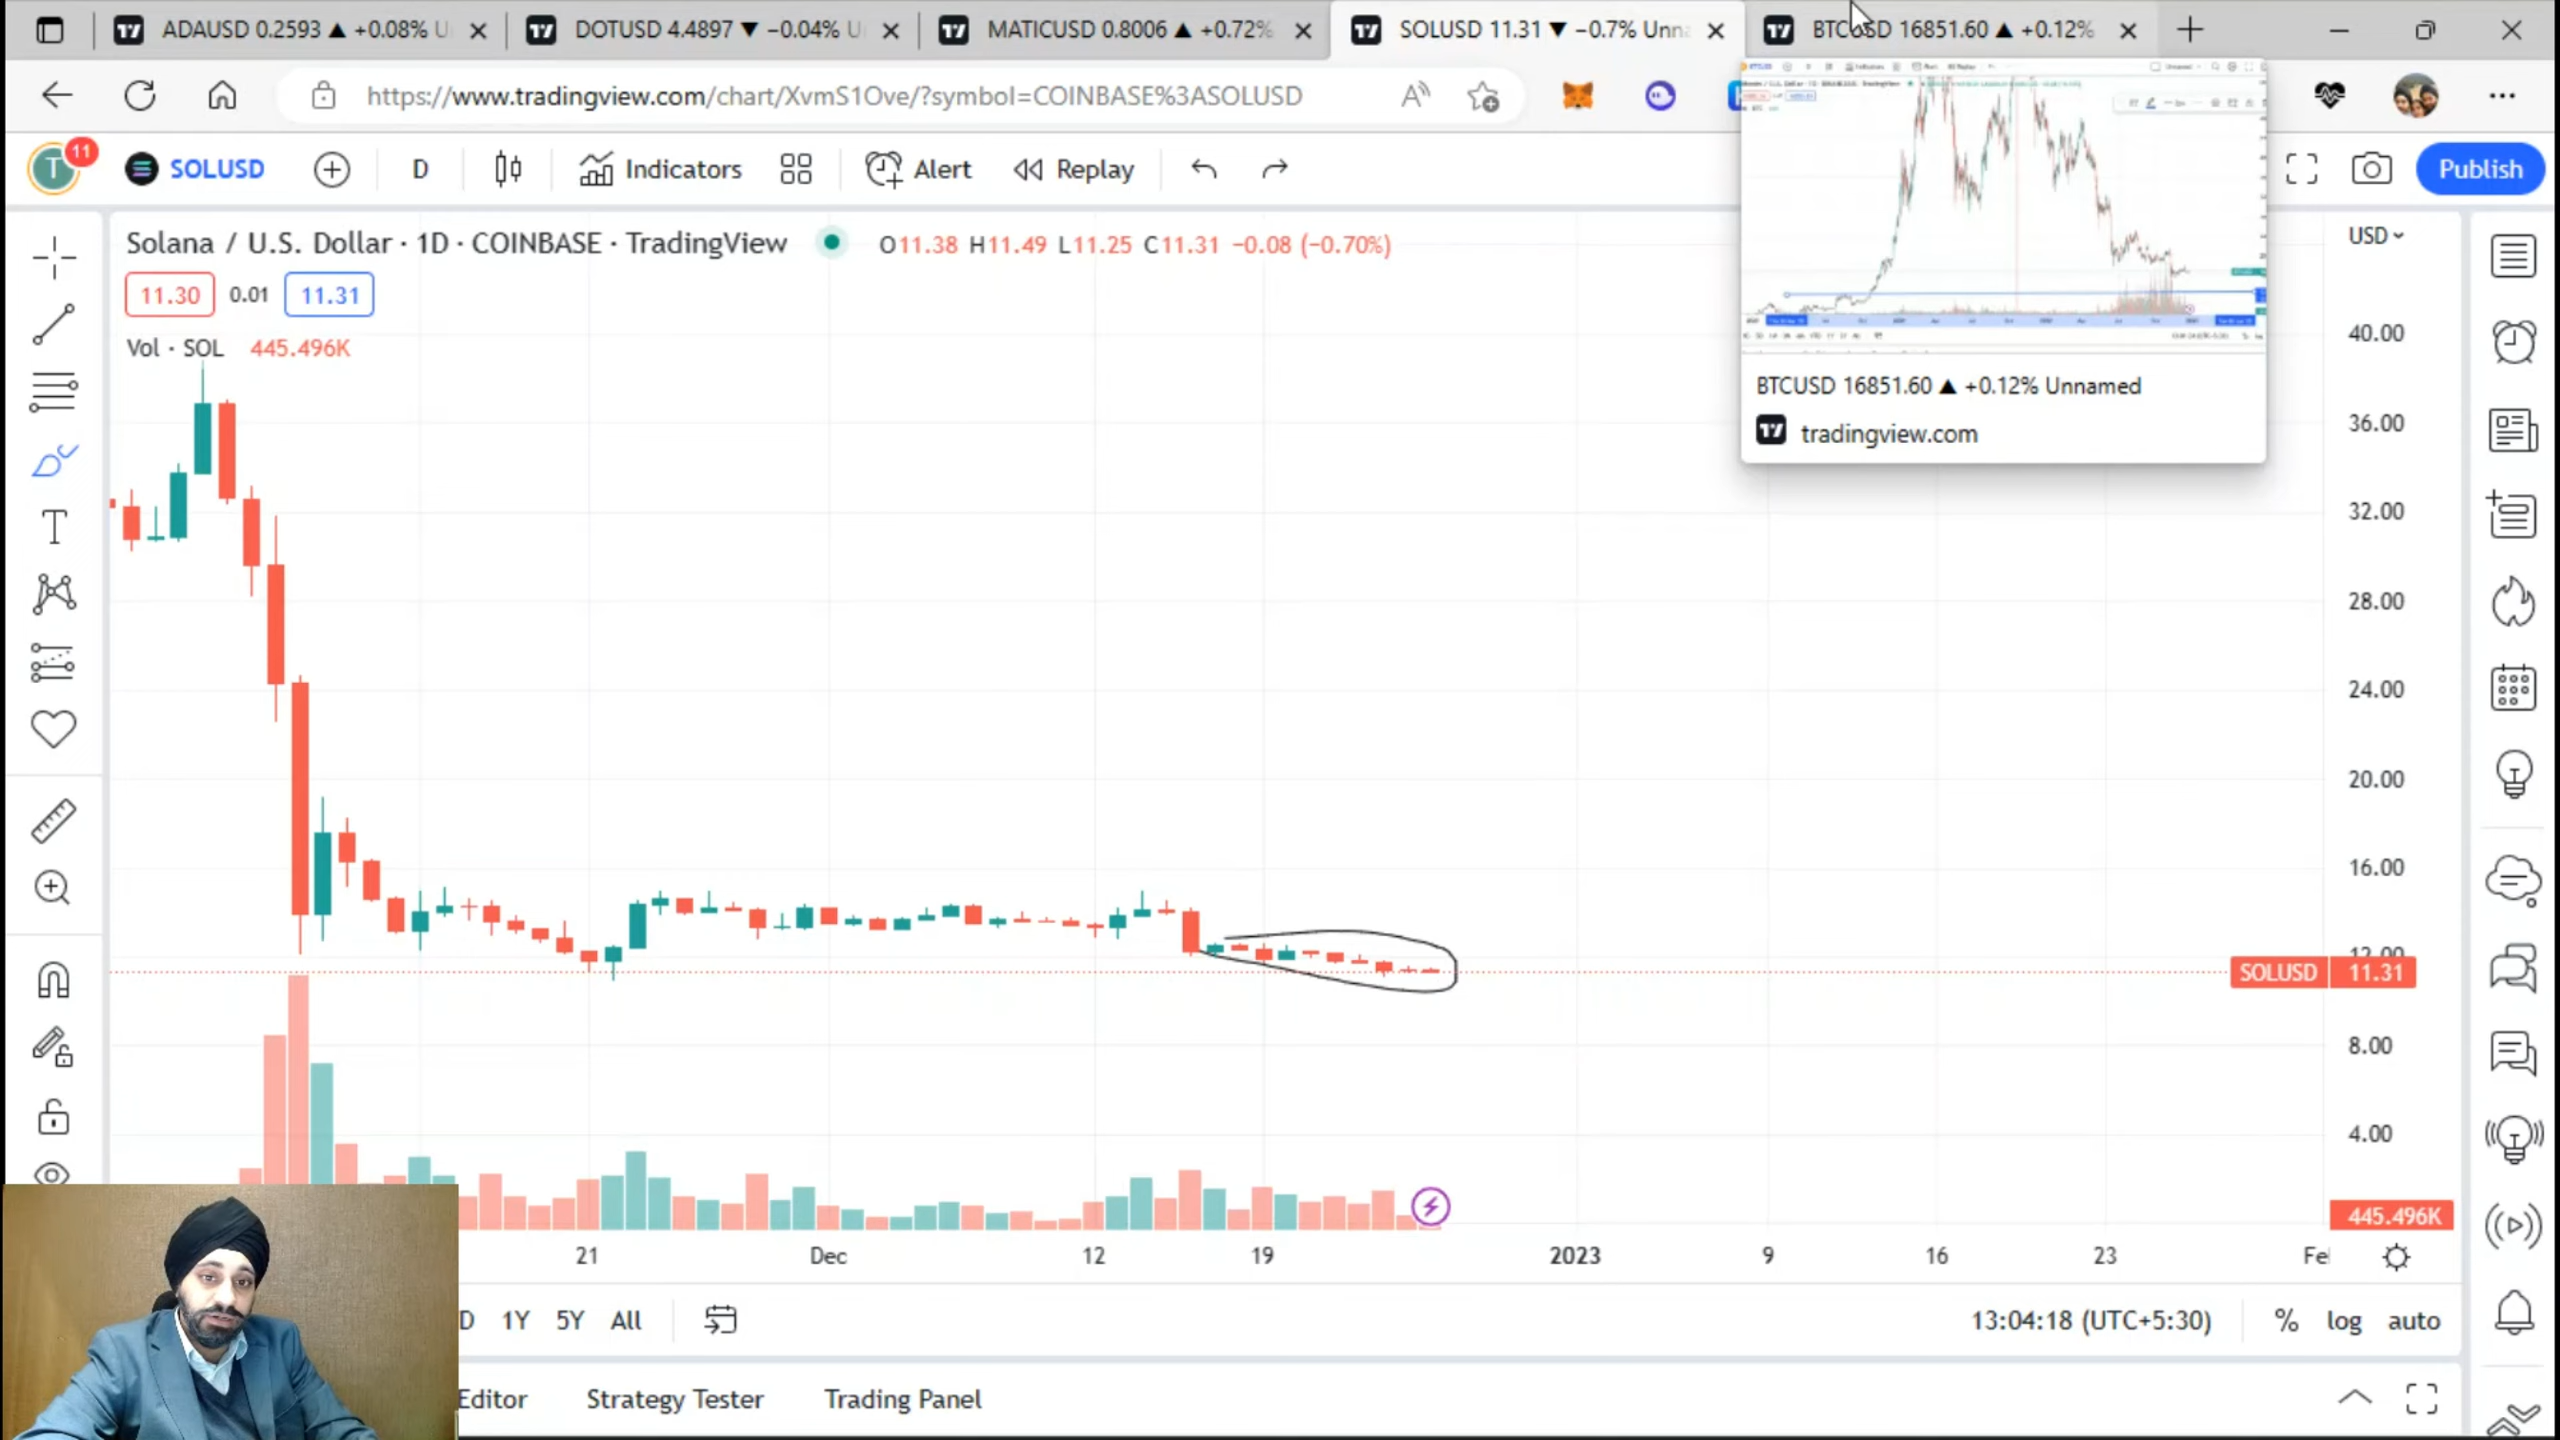 ADAUSD 0.2593 ▲ +0.08% U
DOTUSD 4.4897 ▼ −0.04% U
MATICUSD 0.8006 ▲ +0.72%
SOLUSD 11.31 ▼ −0.7% Unn
BTCUSD 16851.60 ▲ +0.12%
https://www.tradingview.com/chart/XvmS1Ove/?symbol=COINBASE%3ASOLUSD
T 11
SOLUSD
D
Indicators
Alert
Replay
Publish
Solana / U.S. Dollar · 1D · COINBASE · TradingView
O11.38 H11.49 L11.25 C11.31 −0.08 (−0.70%)
USD
11.30 0.01 11.31
Vol · SOL 445.496K
BTCUSD 16851.60 ▲ +0.12% Unnamed
tradingview.com
40.00
36.00
32.00
28.00
24.00
20.00
16.00
12.00
SOLUSD 11.31
8.00
4.00
445.496K
21 Dec 12 19 2023 9 16 23 Fe
D 1Y 5Y All
13:04:18 (UTC+5:30) % log auto
Editor Strategy Tester Trading Panel